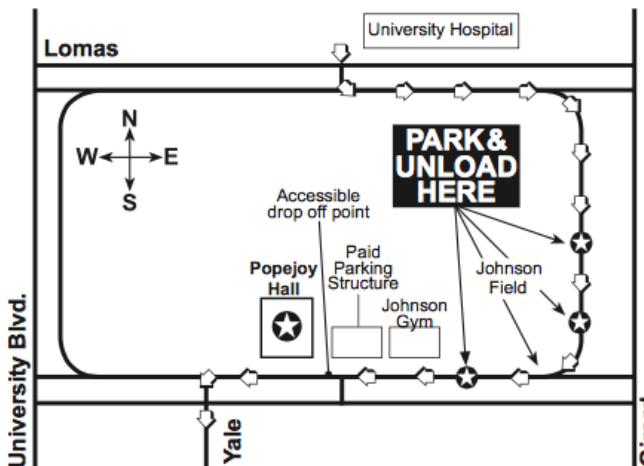 University Hospital
Lomas
N
W E
S
PARK &
UNLOAD
HERE
Accessible
drop off point
Popejoy
Hall
Paid
Parking
Structure
Johnson
Gym
Johnson
Field
University Blvd.
Yale